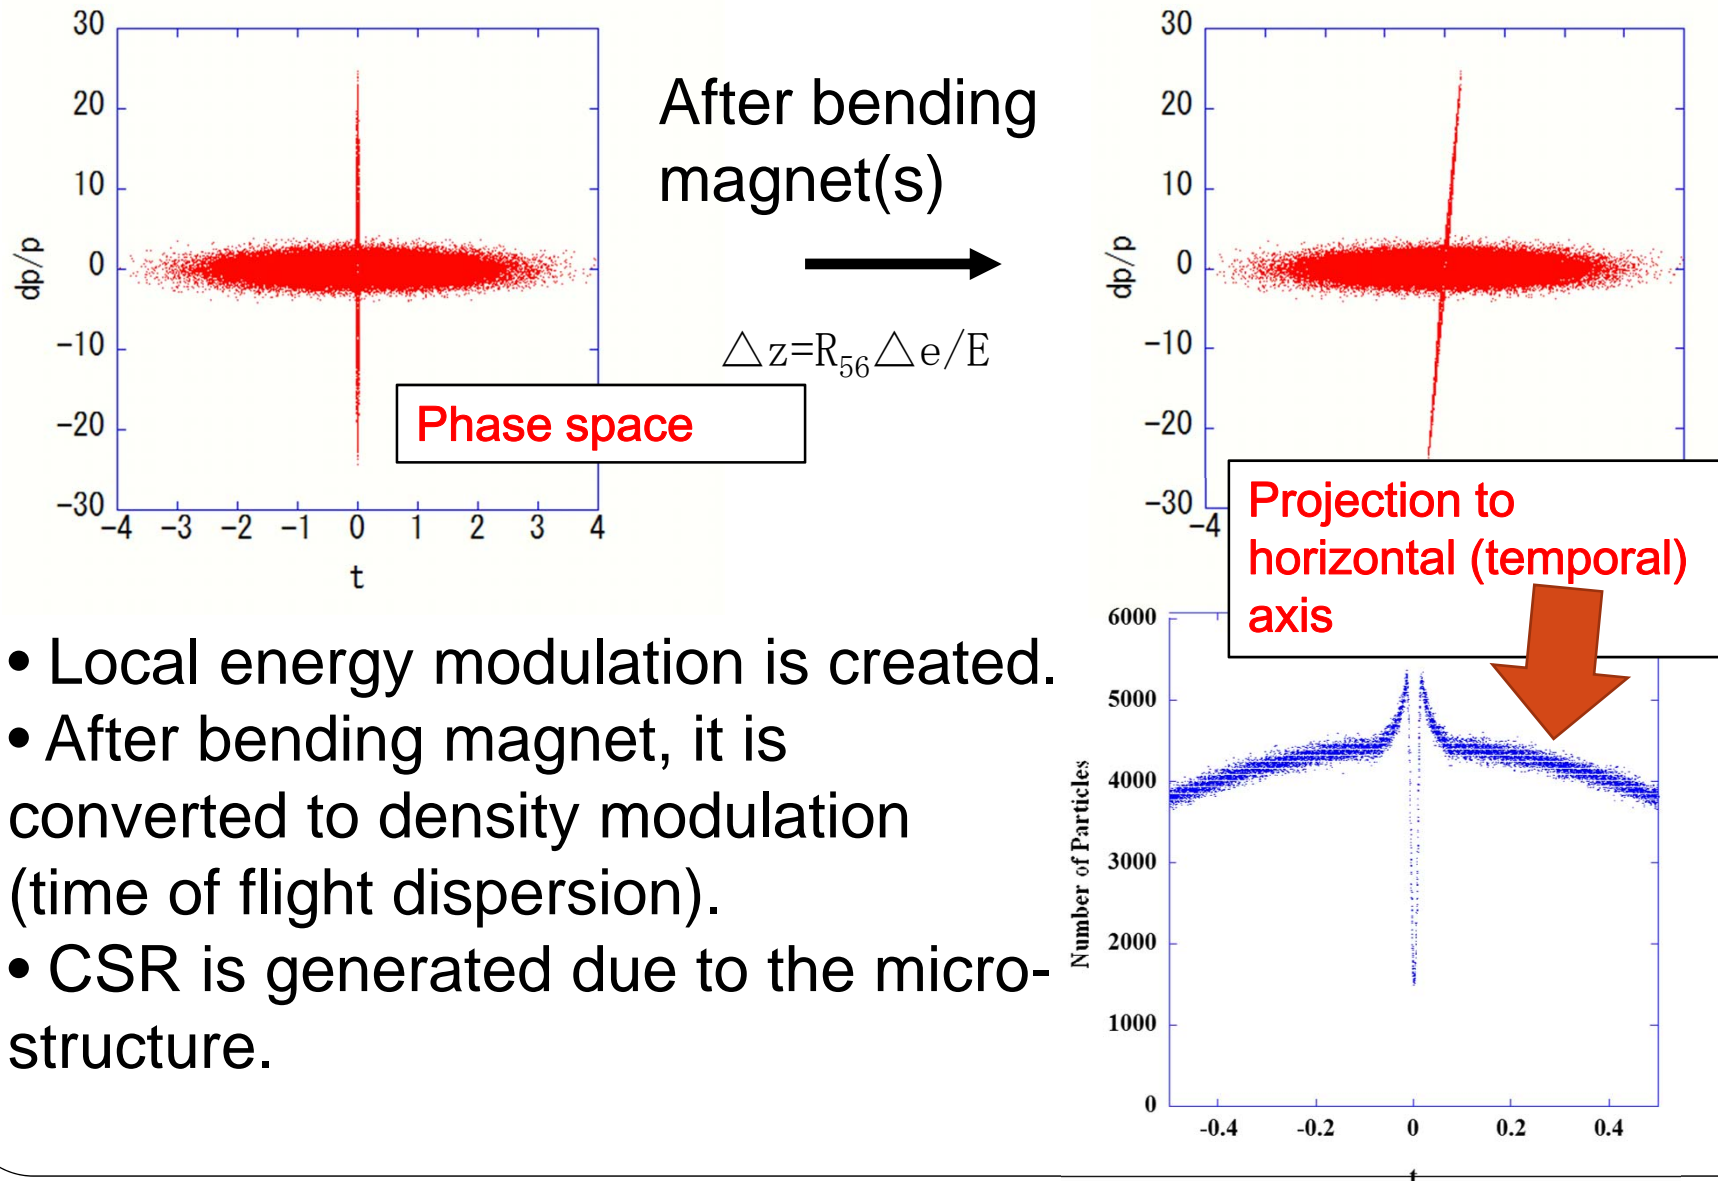 30
20
10
0
−10
−20
−30
dp/p
−4 −3 −2 −1 0 1 2 3 4
t
Phase space
After bending
magnet(s)
△z=R₅₆△e/E
30
20
10
0
−10
−20
−30
dp/p
−4
Projection to
horizontal (temporal)
axis
• Local energy modulation is created.
• After bending magnet, it is
converted to density modulation
(time of flight dispersion).
• CSR is generated due to the micro-
structure.
6000
5000
4000
3000
2000
1000
0
Number of Particles
-0.4 -0.2 0 0.2 0.4
t